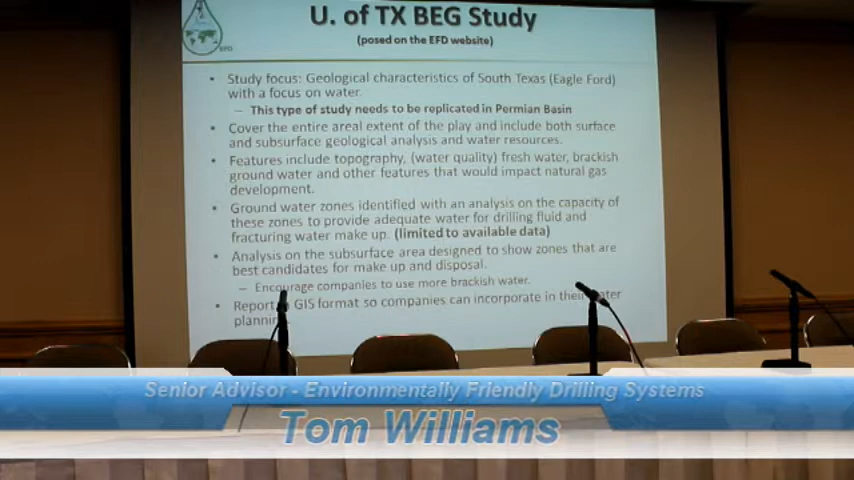 U. of TX BEG Study
(posed on the EFD website)
EFD
• Study focus: Geological characteristics of South Texas (Eagle Ford)
with a focus on water.
– This type of study needs to be replicated in Permian Basin
• Cover the entire areal extent of the play and include both surface
and subsurface geological analysis and water resources.
• Features include topography, (water quality) fresh water, brackish
ground water and other features that would impact natural gas
development.
• Ground water zones identified with an analysis on the capacity of
these zones to provide adequate water for drilling fluid and
fracturing water make up. (limited to available data)
• Analysis on the subsurface area designed to show zones that are
best candidates for make up and disposal.
– Encourage companies to use more brackish water.
• Report GIS format so companies can incorporate in their water
planning
Senior Advisor - Environmentally Friendly Drilling Systems
Tom Williams